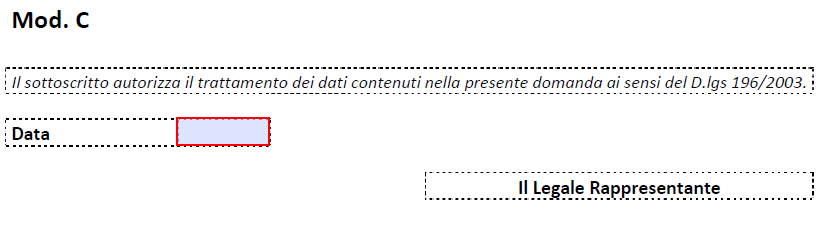 Mod. C
Il sottoscritto autorizza il trattamento dei dati contenuti nella presente domanda ai sensi del D.lgs 196/2003.
Data
Il Legale Rappresentante